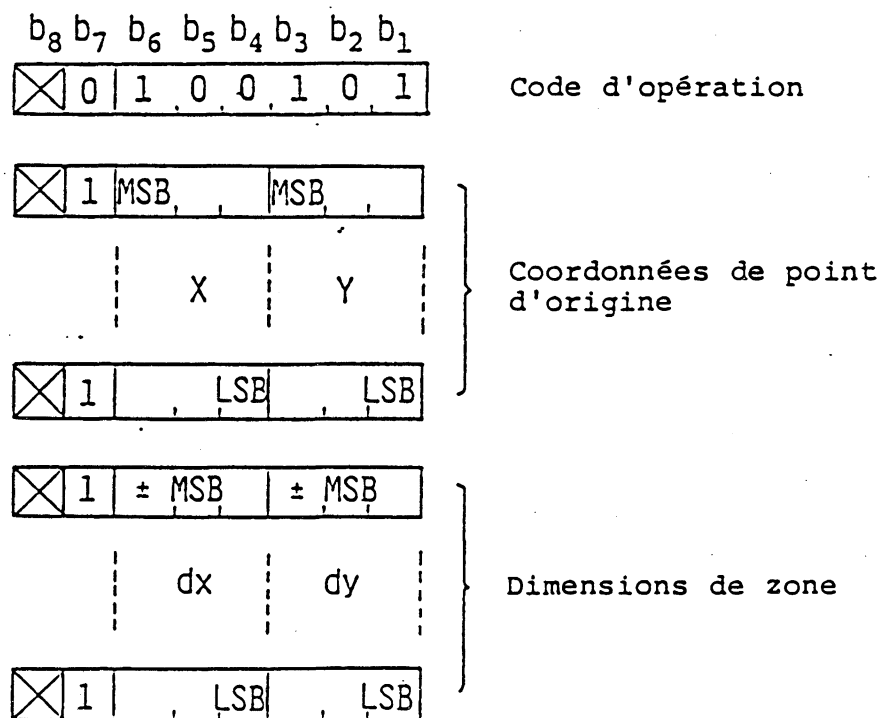 b8 b7 b6 b5 b4 b3 b2 b1
0 1 0 0 1 0 1 Code d'opération
1 MSB MSB
X Y
Coordonnées de point
d'origine
1 LSB LSB
1 ± MSB ± MSB
dx dy Dimensions de zone
1 LSB LSB